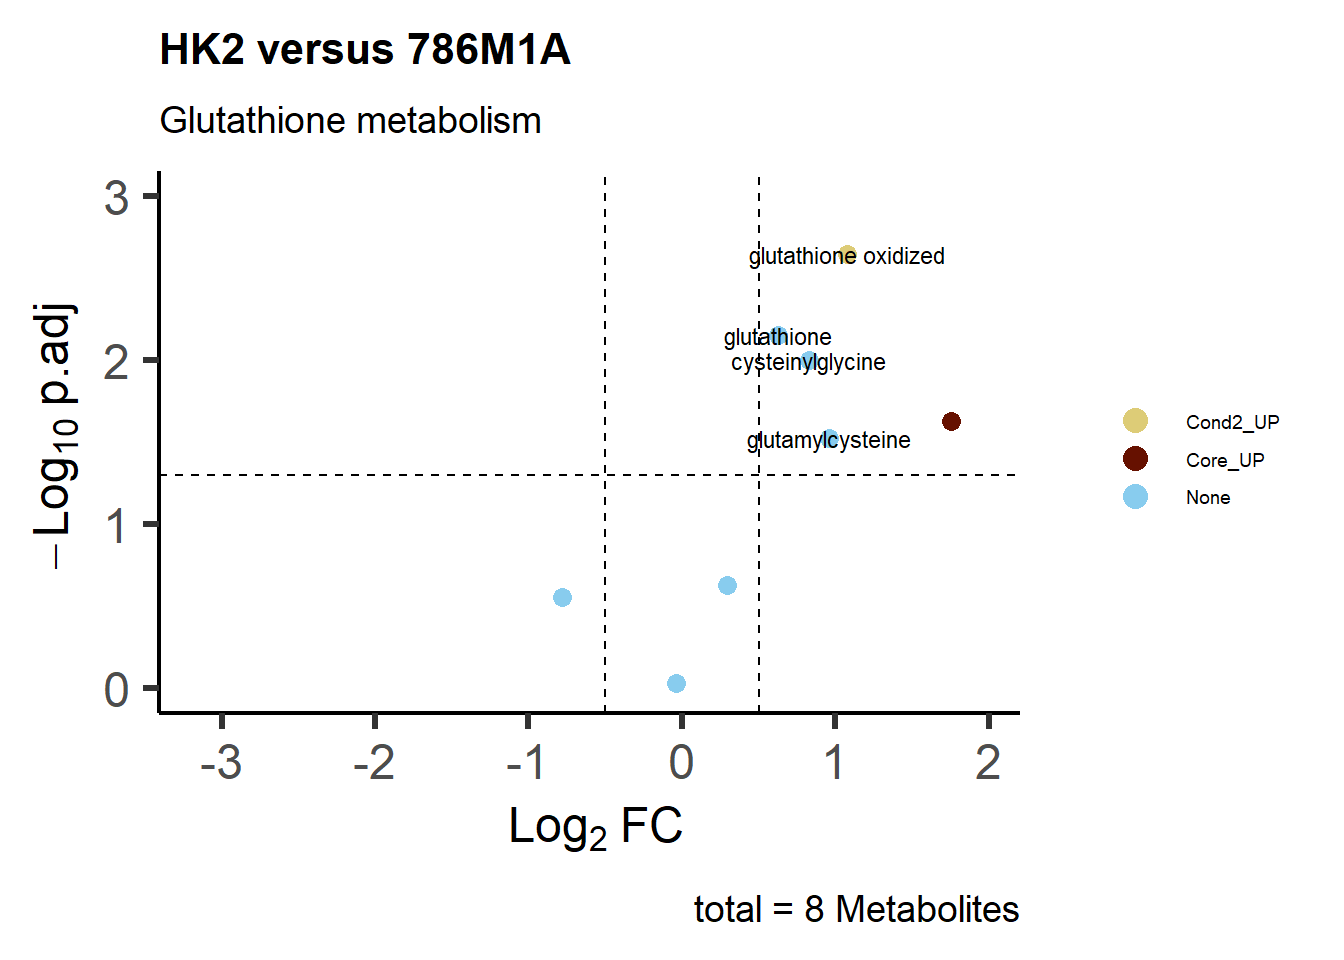 HK2 versus 786M1A
Glutathione metabolism
3
2
1
0
−Log10 p.adj
glutathione oxidized
glutathione
cysteinylglycine
glutamylcysteine
Cond2_UP
Core_UP
None
-3 -2 -1 0 1 2
Log2 FC
total = 8 Metabolites